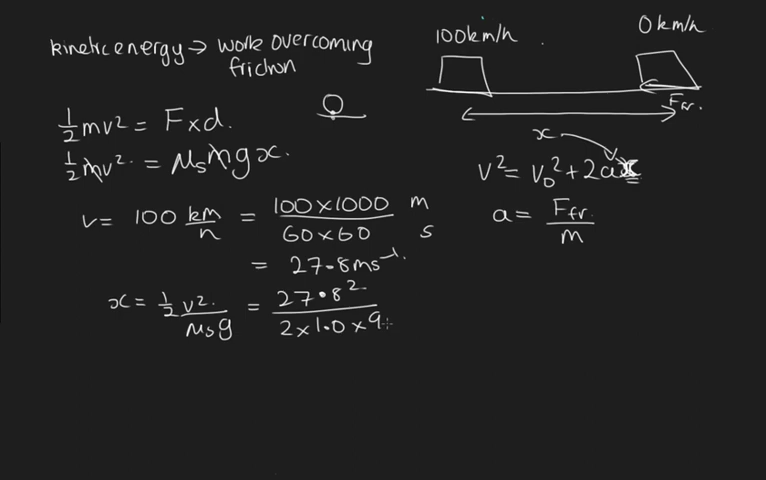 kinetic energy → work overcoming
friction
100km/h
0km/h
Ffr.
x
½mv² = F×d.
½mv² = μsmgx.
v² = v₀² + 2ax
v = 100 km/h = 100×1000 / 60×60 m/s
a = Ffr. / m
= 27.8ms⁻¹.
x = ½v² / μsg = 27.8² / 2×1.0×9.